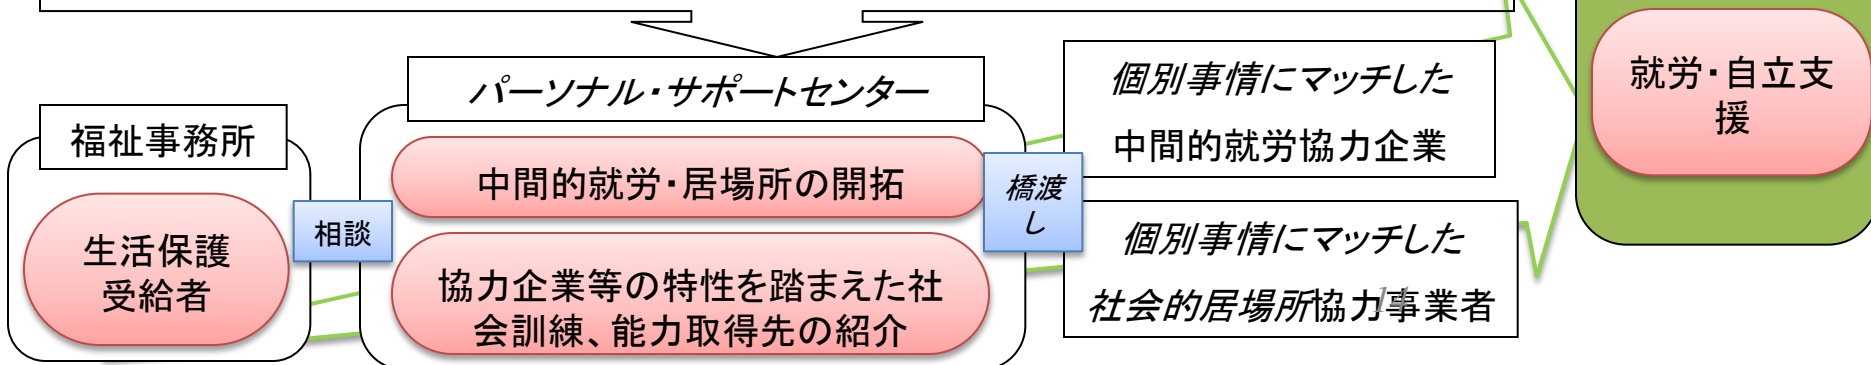 福祉事務所
生活保護
受給者
相談
パーソナル・サポートセンター
中間的就労・居場所の開拓
協力企業等の特性を踏まえた社
会訓練、能力取得先の紹介
橋渡
し
個別事情にマッチした
中間的就労協力企業
個別事情にマッチした
社会的居場所協力事業者
14
就労・自立支
援